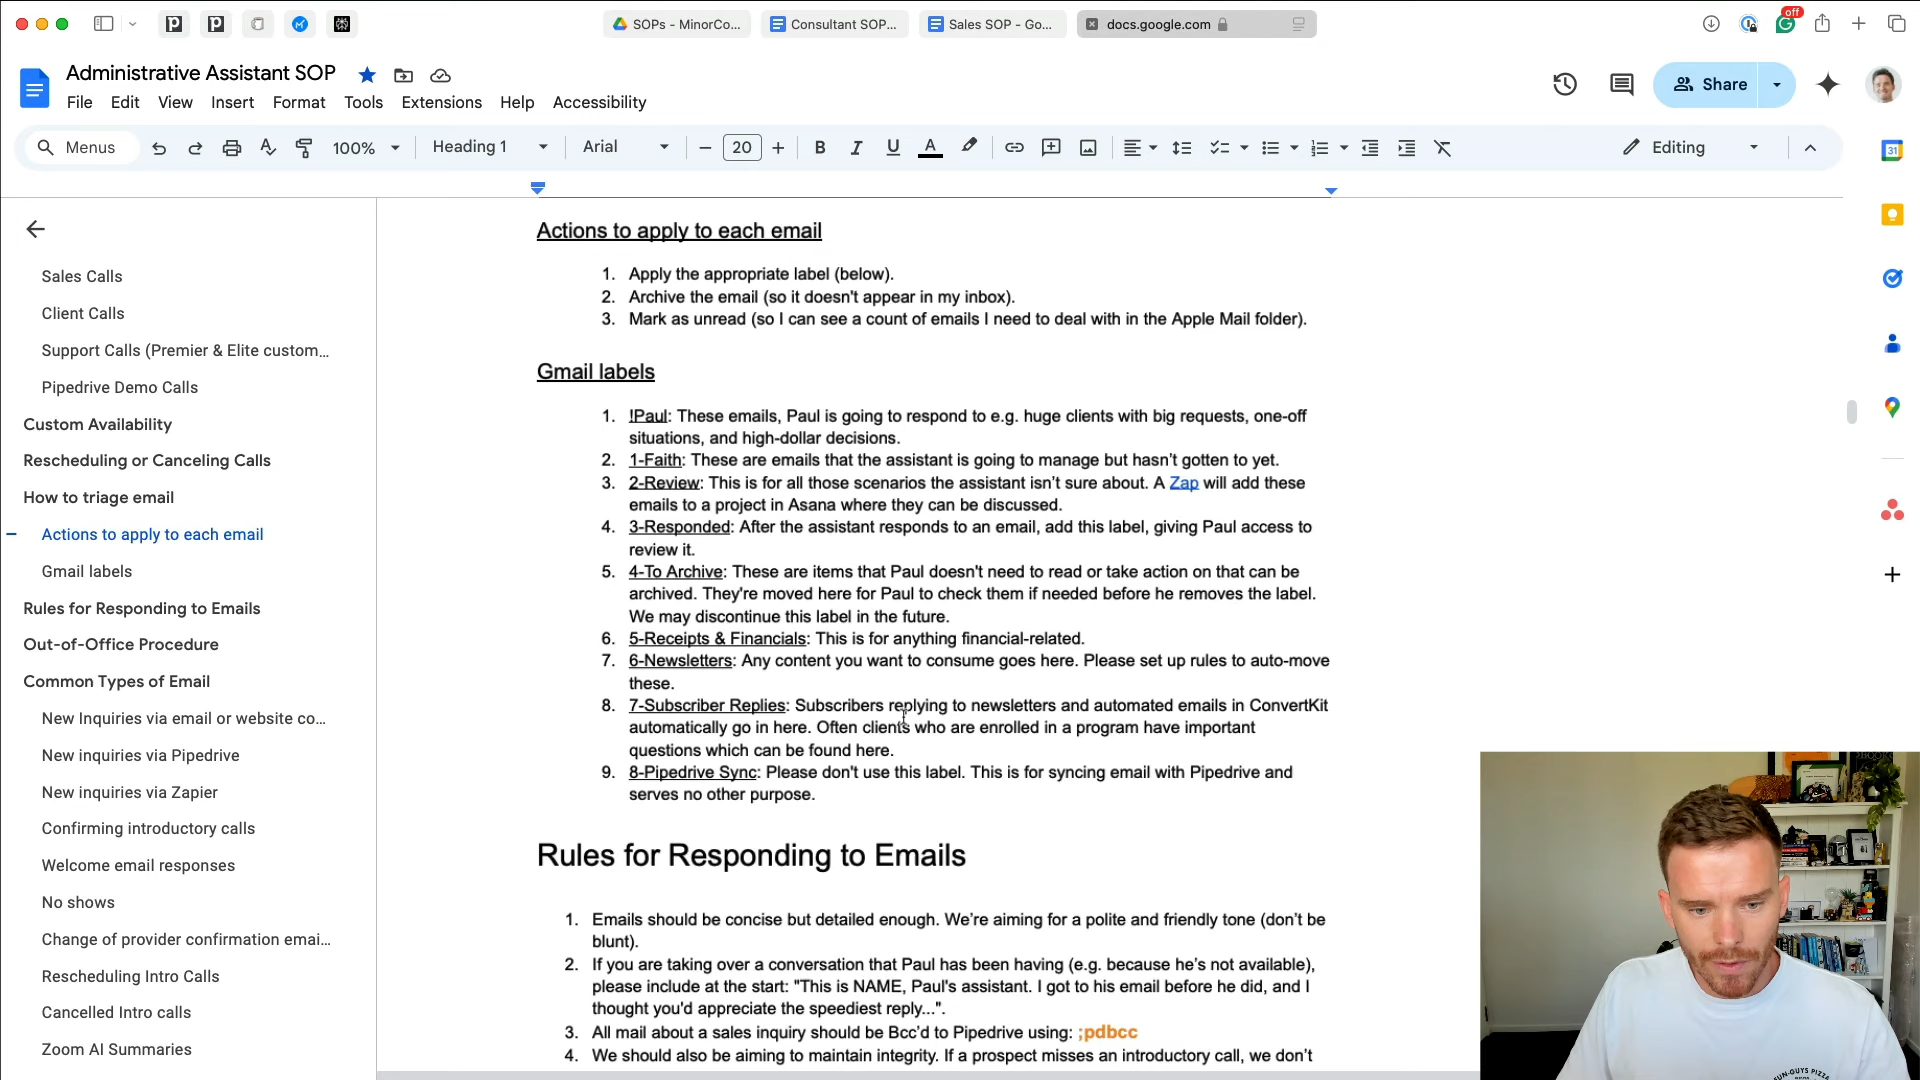 SOPs - MinorCo...
Consultant SOP...
Sales SOP - Go...
docs.google.com
off
Administrative Assistant SOP
File Edit View Insert Format Tools Extensions Help Accessibility
Share
Menus
100%
Heading 1
Arial
20
Editing
31
Sales Calls
Client Calls
Support Calls (Premier & Elite custom...
Pipedrive Demo Calls
Custom Availability
Rescheduling or Canceling Calls
How to triage email
Actions to apply to each email
Gmail labels
Rules for Responding to Emails
Out-of-Office Procedure
Common Types of Email
New Inquiries via email or website co...
New inquiries via Pipedrive
New inquiries via Zapier
Confirming introductory calls
Welcome email responses
No shows
Change of provider confirmation emai...
Rescheduling Intro Calls
Cancelled Intro calls
Zoom AI Summaries
Actions to apply to each email
1. Apply the appropriate label (below).
2. Archive the email (so it doesn't appear in my inbox).
3. Mark as unread (so I can see a count of emails I need to deal with in the Apple Mail folder).
Gmail labels
1. !Paul: These emails, Paul is going to respond to e.g. huge clients with big requests, one-off
situations, and high-dollar decisions.
2. 1-Faith: These are emails that the assistant is going to manage but hasn't gotten to yet.
3. 2-Review: This is for all those scenarios the assistant isn't sure about. A Zap will add these
emails to a project in Asana where they can be discussed.
4. 3-Responded: After the assistant responds to an email, add this label, giving Paul access to
review it.
5. 4-To Archive: These are items that Paul doesn't need to read or take action on that can be
archived. They're moved here for Paul to check them if needed before he removes the label.
We may discontinue this label in the future.
6. 5-Receipts & Financials: This is for anything financial-related.
7. 6-Newsletters: Any content you want to consume goes here. Please set up rules to auto-move
these.
8. 7-Subscriber Replies: Subscribers replying to newsletters and automated emails in ConvertKit
automatically go in here. Often clients who are enrolled in a program have important
questions which can be found here.
9. 8-Pipedrive Sync: Please don't use this label. This is for syncing email with Pipedrive and
serves no other purpose.
Rules for Responding to Emails
1. Emails should be concise but detailed enough. We're aiming for a polite and friendly tone (don't be
blunt).
2. If you are taking over a conversation that Paul has been having (e.g. because he's not available),
please include at the start: "This is NAME, Paul's assistant. I got to his email before he did, and I
thought you'd appreciate the speediest reply...".
3. All mail about a sales inquiry should be Bcc'd to Pipedrive using: ;pdbcc
4. We should also be aiming to maintain integrity. If a prospect misses an introductory call, we don't